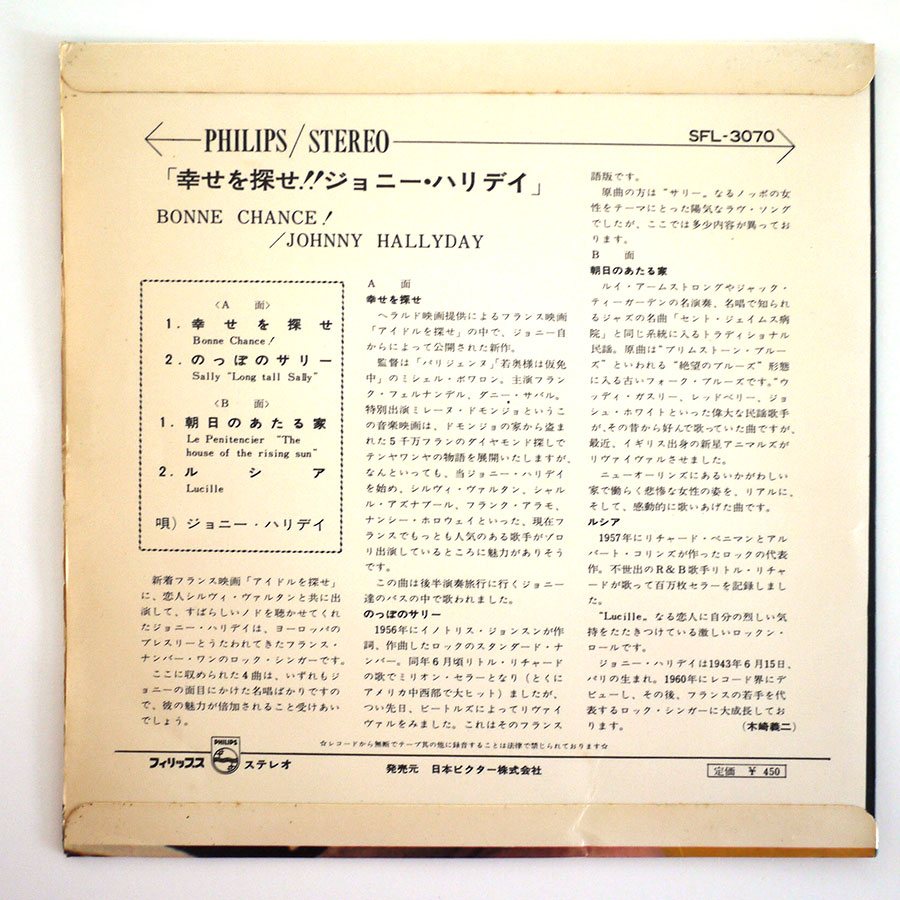 PHILIPS/STEREO
SFL-3070
「幸せを探せ!!ジョニー・ハリデイ」
BONNE CHANCE!
/JOHNNY HALLYDAY
〈A 面〉
1. 幸せを探せ
Bonne Chance!
2. のっぽのサリー
Sally "Long tall Sally"
〈B 面〉
1. 朝日のあたる家
Le Penitencier "The
house of the rising sun"
2. ルシア
Lucille
唄) ジョニー・ハリデイ
新着フランス映画「アイドルを探せ」
に、恋人シルヴィ・ヴァルタンと共に出
演して、すばらしいノドを聴かせてくれ
たジョニー・ハリデイは、ヨーロッパの
プレスリーとうたわれてきたフランス・
ナンバー・ワンのロック・シンガーです。
ここに収められた4曲は、いずれもジ
ョニーの面目にかけた名唱ばかりですの
で、彼の魅力が倍加されること受けあい
でしょう。
A 面
幸せを探せ
ヘラルド映画提供によるフランス映画
「アイドルを探せ」の中で、ジョニー自
からによって公開された新作。
監督は「パリジェンヌ」「若奥様は仮免
中」のミシェル・ボワロン。主演フラン
ク・フェルナンデル、ダニー・サバル。
特別出演ミレーヌ・ドモンジョというこ
の音楽映画は、ドモンジョの家から盗ま
れた5千万フランのダイヤモンド探しで
テンヤワンヤの物語を展開いたしますが、
なんといっても、当ジョニー・ハリデイ
を始め、シルヴィ・ヴァルタン、シャル
ル・アズナブール、フランク・アラモ、
ナンシー・ホロウェイといった、現在フ
ランスでもっとも人気のある歌手がゾロ
リ出演しているところに魅力がありそう
です。
この曲は後半演奏旅行に行くジョニー
達のバスの中で歌われました。
のっぽのサリー
1956年にイノトリス・ジョンスンが作
詞、作曲したロックのスタンダード・ナ
ンバー。同年6月頃リトル・リチャード
の歌でミリオン・セラーとなり(とくに
アメリカ中西部で大ヒット)ましたが、
つい先日、ビートルズによってリヴァイ
ヴァルをみました。これはそのフランス
語版です。
原曲の方は“サリー„なるノッポの女
性をテーマにとった陽気なラヴ・ソング
でしたが、ここでは多少内容が異ってお
ります。
B 面
朝日のあたる家
ルイ・アームストロングやジャック・
ティーガーデンの名演奏、名唱で知られ
るジャズの名曲「セント・ジェイムス病
院」と同じ系統に入るトラディショナル
民謡。原曲は“ブリムストーン・ブルー
ズ”といわれる“絶望のブルーズ”形態
に入る古いフォーク・ブルーズです。ウ
ッディ・ガスリー、レッドベリー、ジョ
シュ・ホワイトといった偉大な民謡歌手
が、その昔から好んで歌っていた曲ですが、
最近、イギリス出身の新星アニマルズが
リヴァイヴァルさせました。
ニューオーリンズにあるいかがわしい
家で働らく悲惨な女性の姿を、リアルに、
そして、感動的に歌いあげた曲です。
ルシア
1957年にリチャード・ペニマンとアル
バート・コリンズが作ったロックの代表
作。不世出のR&B歌手リトル・リチャ
ードが歌って百万枚セラーを記録しまし
た。
“Lucille„なる恋人に自分の烈しい気
持をたたきつけている激しいロックン・
ロールです。
ジョニー・ハリデイは1943年6月15日、
パリの生まれ。1960年にレコード界にデ
ビューし、その後、フランスの若手を代
表するロック・シンガーに大成長してお
ります。 (木崎義二)
☆レコードから無断でテープ其の他に録音することは法律で禁じられております☆
フィリップス PHILIPS ステレオ
発売元 日本ビクター株式会社
定価 ¥ 450